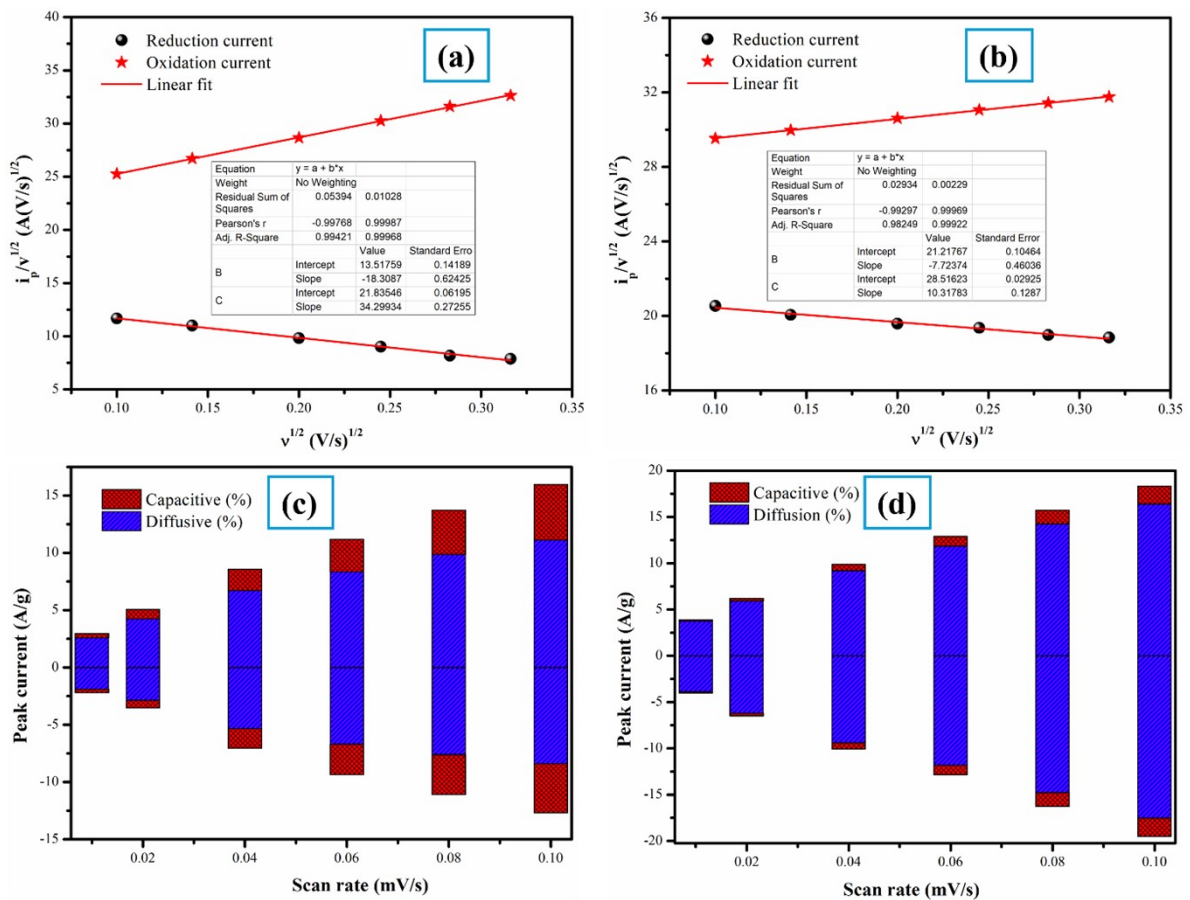 40
35
30
25
20
15
10
5
i_p/ν^1/2 (A(V/s)^1/2
Reduction current
Oxidation current
Linear fit
(a)
Equation y = a + b*x
Weight No Weighting
Residual Sum of Squares 0.05394 0.01028
Pearson's r -0.99768 0.99987
Adj. R-Square 0.99421 0.99968
Value Standard Erro
B Intercept 13.51759 0.14189
Slope -18.3087 0.62425
C Intercept 21.83546 0.06195
Slope 34.29934 0.27255
0.10 0.15 0.20 0.25 0.30 0.35
ν^1/2 (V/s)^1/2
36
32
28
24
20
16
i_p/ν^1/2 (A(V/s)^1/2
Reduction current
Oxidation current
Linear fit
(b)
Equation y = a + b*x
Weight No Weighting
Residual Sum of Squares 0.02934 0.00229
Pearson's r -0.99297 0.99969
Adj. R-Square 0.98249 0.99922
Value Standard Error
B Intercept 21.21767 0.10464
Slope -7.72374 0.46036
C Intercept 28.51623 0.02925
Slope 10.31783 0.1287
0.10 0.15 0.20 0.25 0.30 0.35
ν^1/2 (V/s)^1/2
15
10
5
0
-5
-10
-15
Peak current (A/g)
Capacitive (%)
Diffusive (%)
(c)
0.02 0.04 0.06 0.08 0.10
Scan rate (mV/s)
20
15
10
5
0
-5
-10
-15
-20
Peak current (A/g)
Capacitive (%)
Diffusion (%)
(d)
0.02 0.04 0.06 0.08 0.10
Scan rate (mV/s)